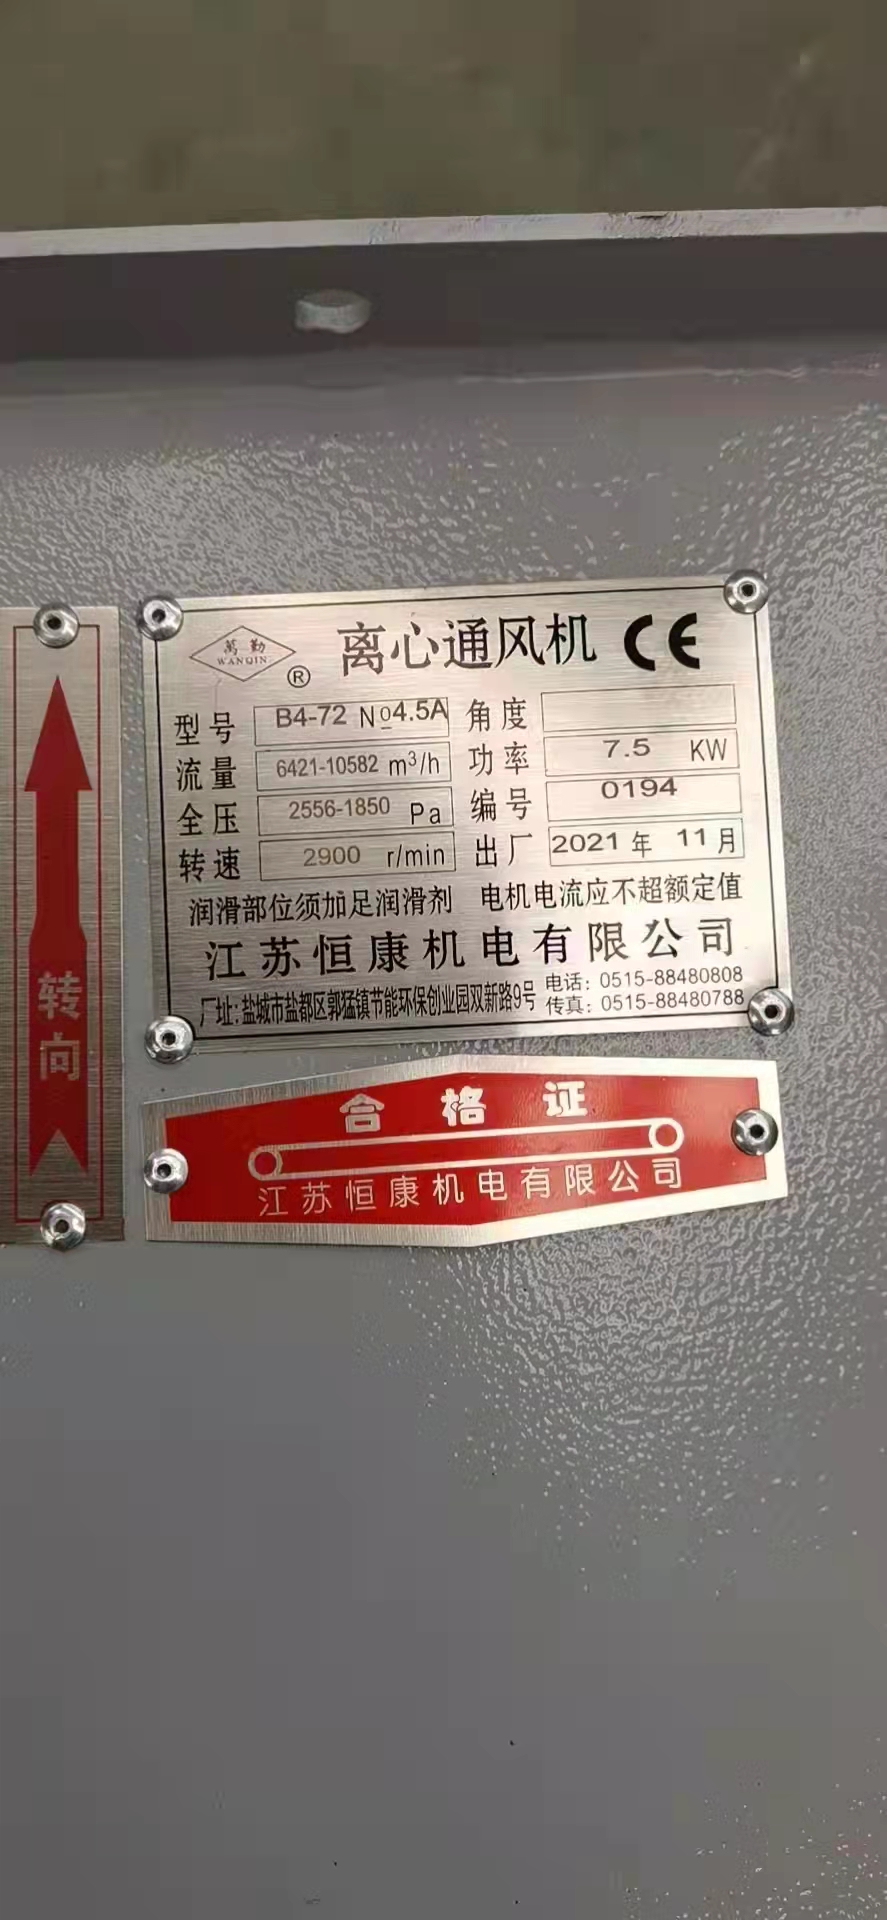 萬勤
WANQIN
®
离心通风机 CE
型号 B4-72 №4.5A 角度
流量 6421-10582 m³/h 功率 7.5 KW
全压 2556-1850 Pa 编号 0194
转速 2900 r/min 出厂 2021年 11月
润滑部位须加足润滑剂 电机电流应不超额定值
江苏恒康机电有限公司
厂址:盐城市盐都区郭猛镇节能环保创业园双新路9号
电话: 0515-88480808
传真: 0515-88480788
转向
合格证
江苏恒康机电有限公司